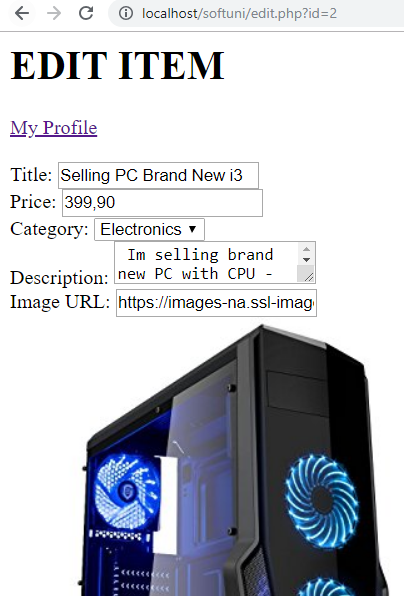 localhost/softuni/edit.php?id=2
EDIT ITEM
My Profile
Title: Selling PC Brand New i3
Price: 399,90
Category: Electronics
Im selling brand
Description: new PC with CPU -
Image URL: https://images-na.ssl-imag